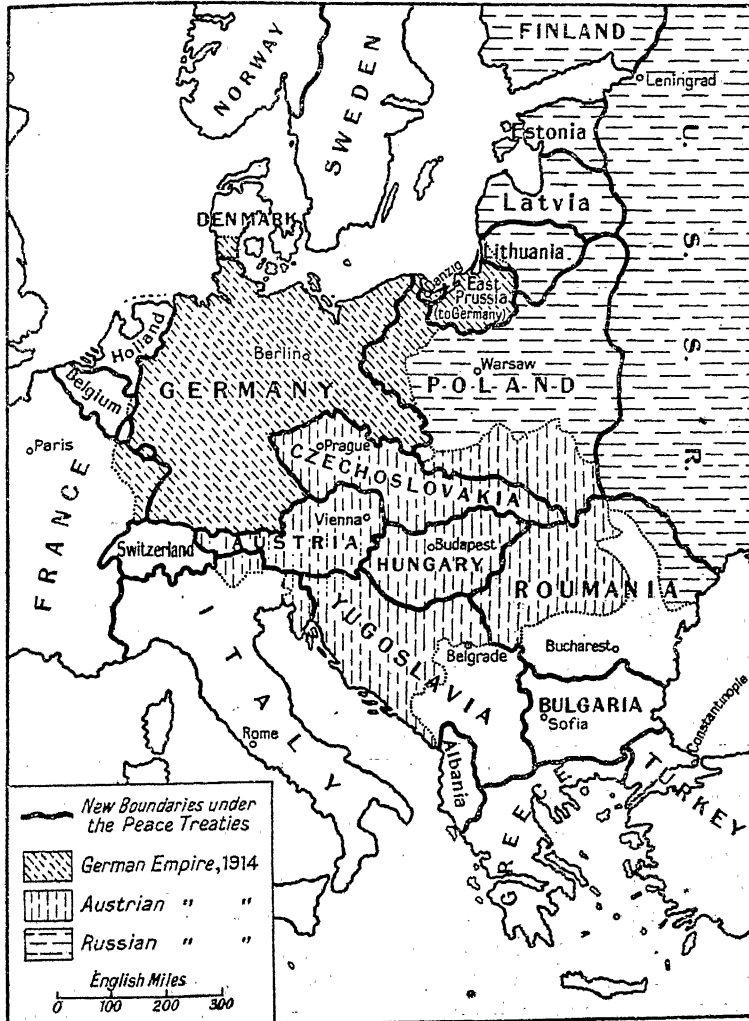 FINLAND
Leningrad
NORWAY
SWEDEN
Estonia
U. S. S. R.
Latvia
DENMARK
Lithuania
Danzig
East
Prussia
(to Germany)
Holland
Berlin
GERMANY
Warsaw
POLAND
Belgium
Paris
Prague
CZECHOSLOVAKIA
FRANCE
Vienna
Switzerland
AUSTRIA
Budapest
HUNGARY
ROUMANIA
ITALY
YUGOSLAVIA
Belgrade
Bucharest
BULGARIA
Sofia
Constantinople
Rome
Albania
TURKEY
GREECE
New Boundaries under
the Peace Treaties
German Empire, 1914
Austrian " "
Russian " "
English Miles
0 100 200 300